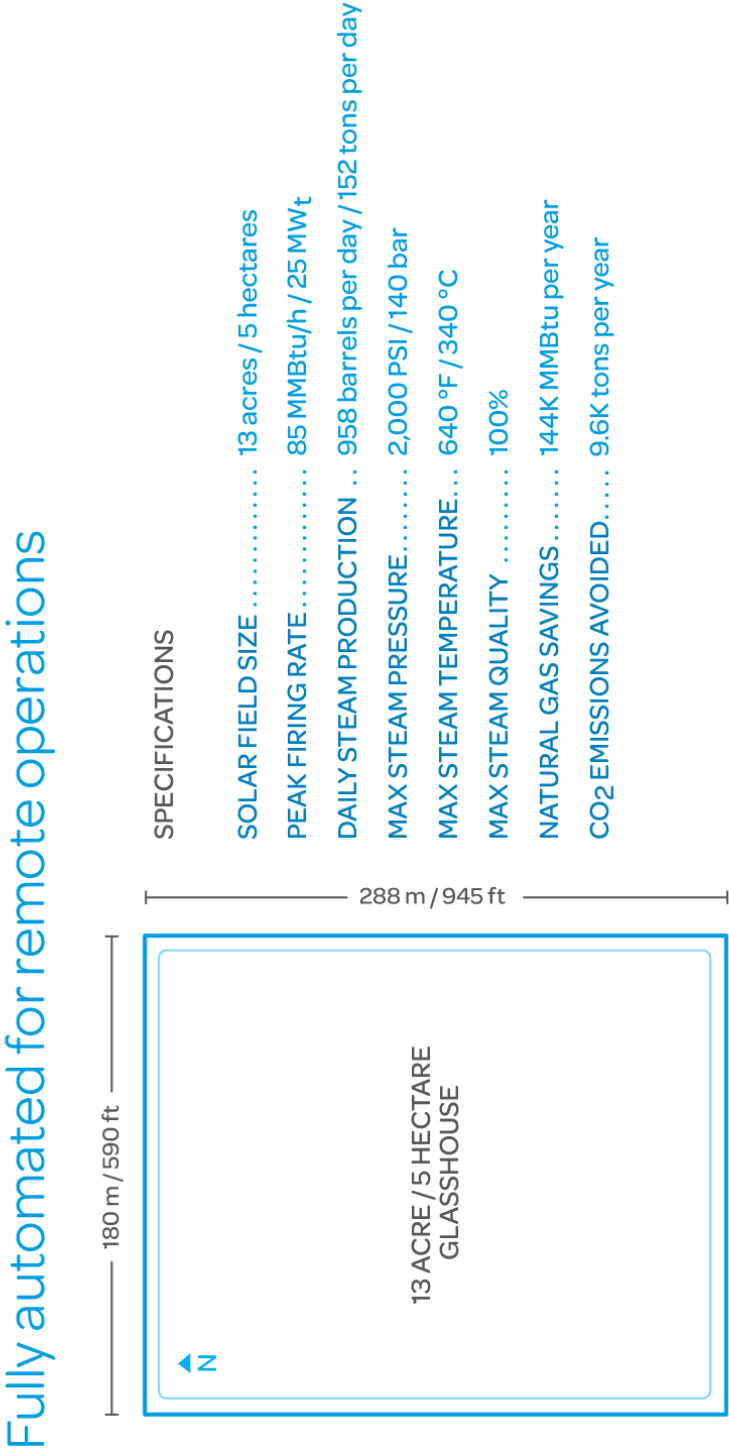 Fully automated for remote operations
180 m / 590 ft
N
13 ACRE / 5 HECTARE
GLASSHOUSE
288 m / 945 ft
SPECIFICATIONS
SOLAR FIELD SIZE .............. 13 acres / 5 hectares
PEAK FIRING RATE............... 85 MMBtu/h / 25 MWt
DAILY STEAM PRODUCTION .. 958 barrels per day / 152 tons per day
MAX STEAM PRESSURE......... 2,000 PSI / 140 bar
MAX STEAM TEMPERATURE... 640 °F / 340 °C
MAX STEAM QUALITY .......... 100%
NATURAL GAS SAVINGS....... 144K MMBtu per year
CO2 EMISSIONS AVOIDED..... 9.6K tons per year